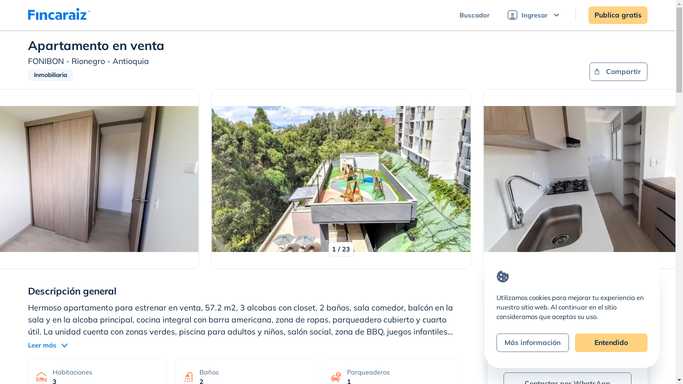 Fincaraiz
Buscador
Ingresar
Publica gratis
Apartamento en venta
FONIBON - Rionegro - Antioquia
Inmobiliaria
Compartir
1 / 23
Descripción general
Hermoso apartamento para estrenar en venta, 57.2 m2, 3 alcobas con closet, 2 baños, sala comedor, balcón en la
sala y en la alcoba principal, cocina integral con barra americana, zona de ropas, parqueadero cubierto y cuarto
útil. La unidad cuenta con zonas verdes, piscina para adultos y niños, salón social, zona de BBQ, juegos infantiles...
Leer más
Habitaciones
3
Baños
2
Parqueaderos
1
Utilizamos cookies para mejorar tu experiencia en
nuestro sitio web. Al continuar en el sitio
consideramos que aceptas su uso.
Más información
Entendido
Contactar por WhatsApp